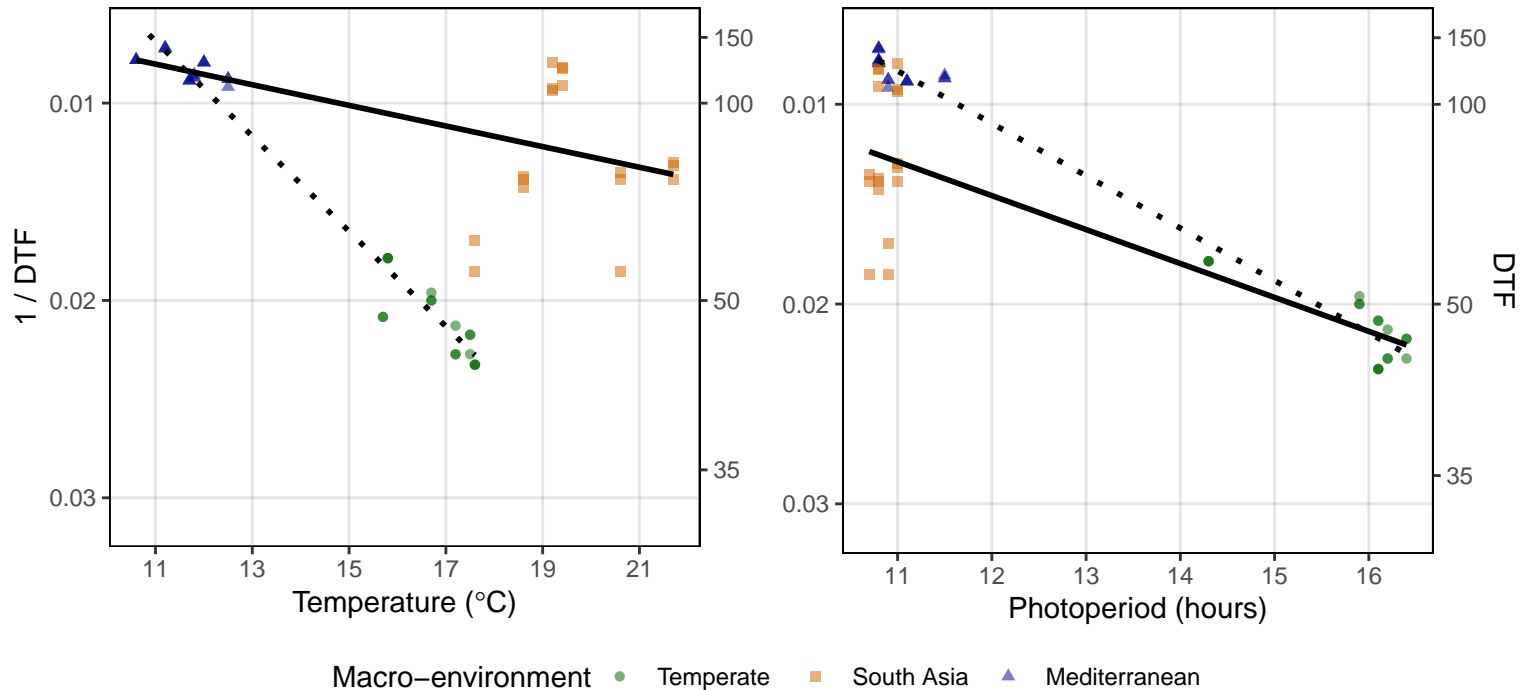 150
0.01
100
0.02
50
35
0.03
11 13 15 17 19 21
1 / DTF
Temperature (°C)
150
0.01
100
0.02
50
35
0.03
11 12 13 14 15 16
DTF
Photoperiod (hours)
Macro−environment Temperate South Asia Mediterranean